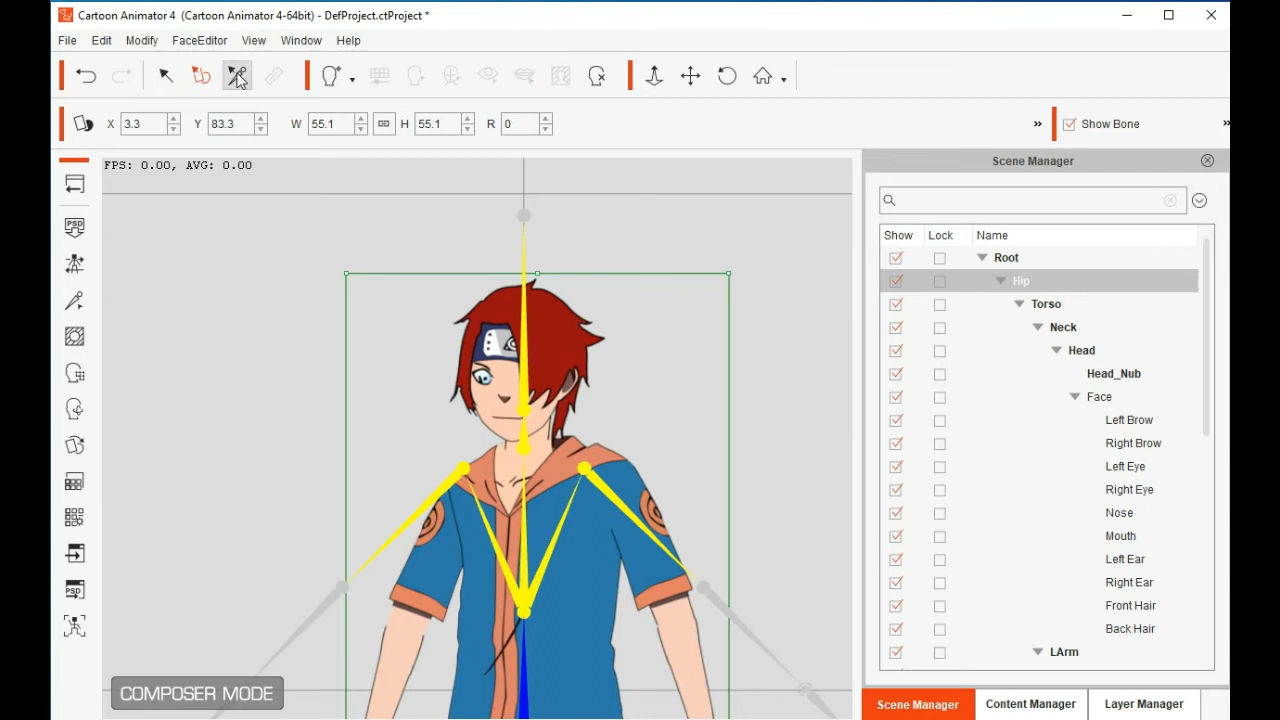 Cartoon Animator 4 (Cartoon Animator 4-64bit) - DefProject.ctProject *
File Edit Modify FaceEditor View Window Help
X 3.3 Y 83.3 W 55.1 H 55.1 R 0 » Show Bone »
FPS: 0.00, AVG: 0.00
Scene Manager
Show Lock Name
Root
Hip
Torso
Neck
Head
Head_Nub
Face
Left Brow
Right Brow
Left Eye
Right Eye
Nose
Mouth
Left Ear
Right Ear
Front Hair
Back Hair
LArm
PSD
PSD
COMPOSER MODE
Scene Manager Content Manager Layer Manager